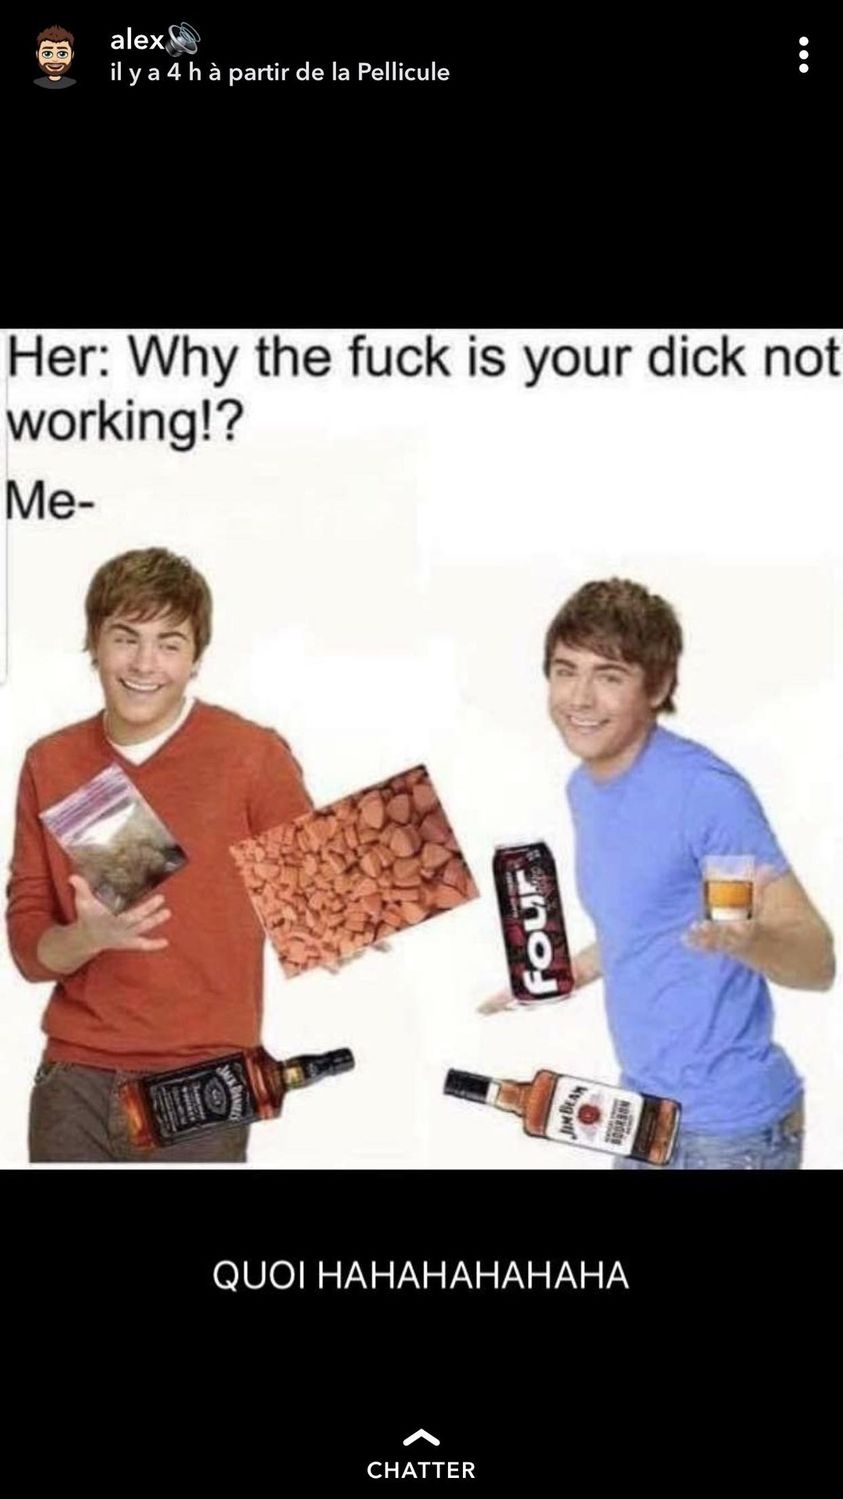 alex
il y a 4 h à partir de la Pellicule
Her: Why the fuck is your dick not
working!?
Me-
four
JIM BEAM
BOURBON
QUOI HAHAHAHAHAHA
CHATTER